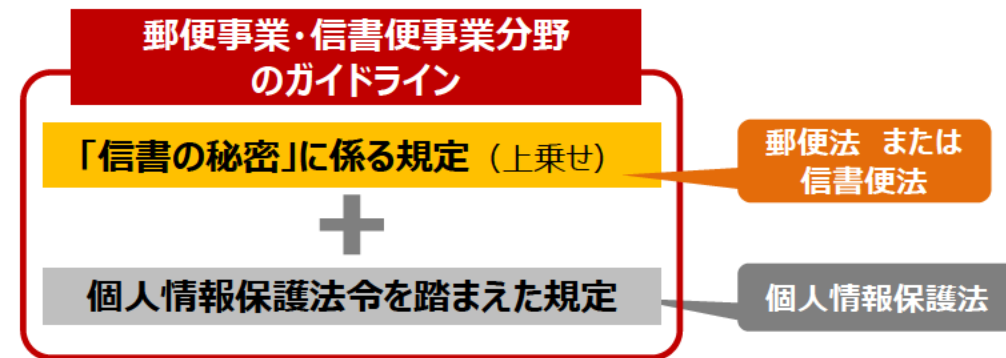 郵便事業・信書便事業分野
のガイドライン
「信書の秘密」に係る規定（上乗せ）
郵便法 または
信書便法
+
個人情報保護法令を踏まえた規定
個人情報保護法